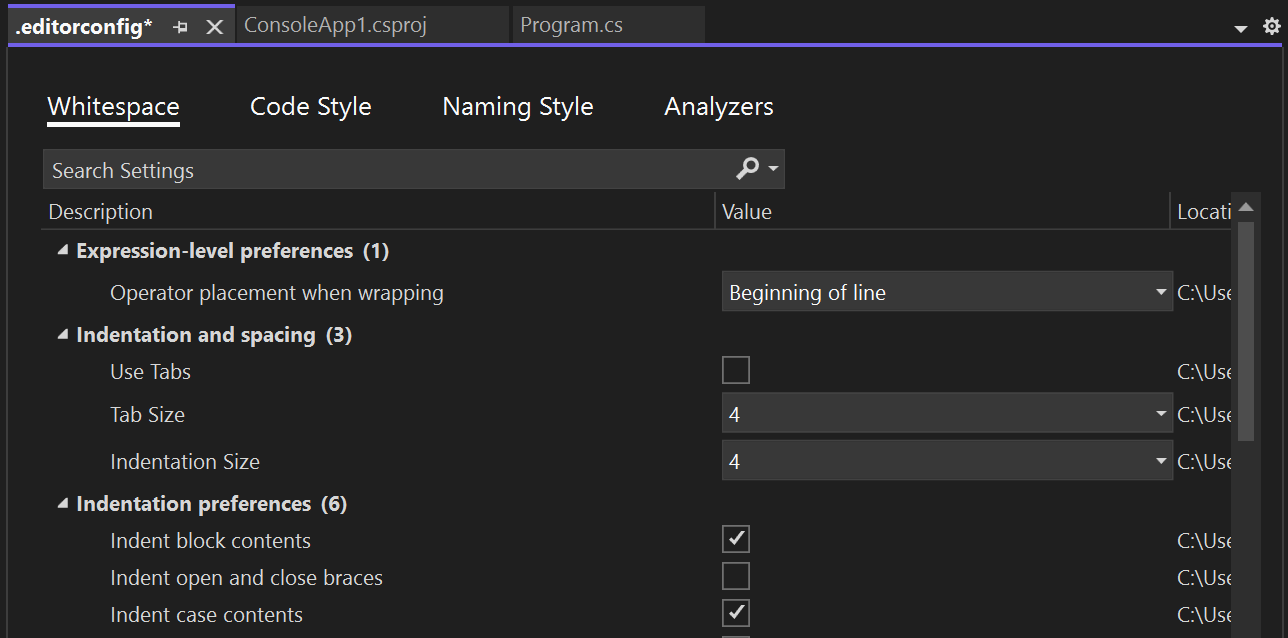 .editorconfig* ConsoleApp1.csproj Program.cs
Whitespace Code Style Naming Style Analyzers
Search Settings
Description Value Locati
Expression-level preferences (1)
Operator placement when wrapping Beginning of line C:\Use
Indentation and spacing (3)
Use Tabs C:\Use
Tab Size 4 C:\Use
Indentation Size 4 C:\Use
Indentation preferences (6)
Indent block contents C:\Use
Indent open and close braces C:\Use
Indent case contents C:\Use